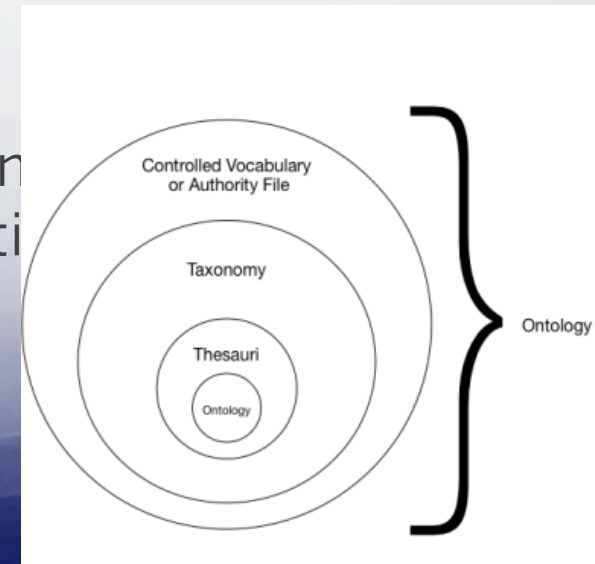 Controlled Vocabulary
or Authority File
Taxonomy
Thesauri
Ontology
Ontology